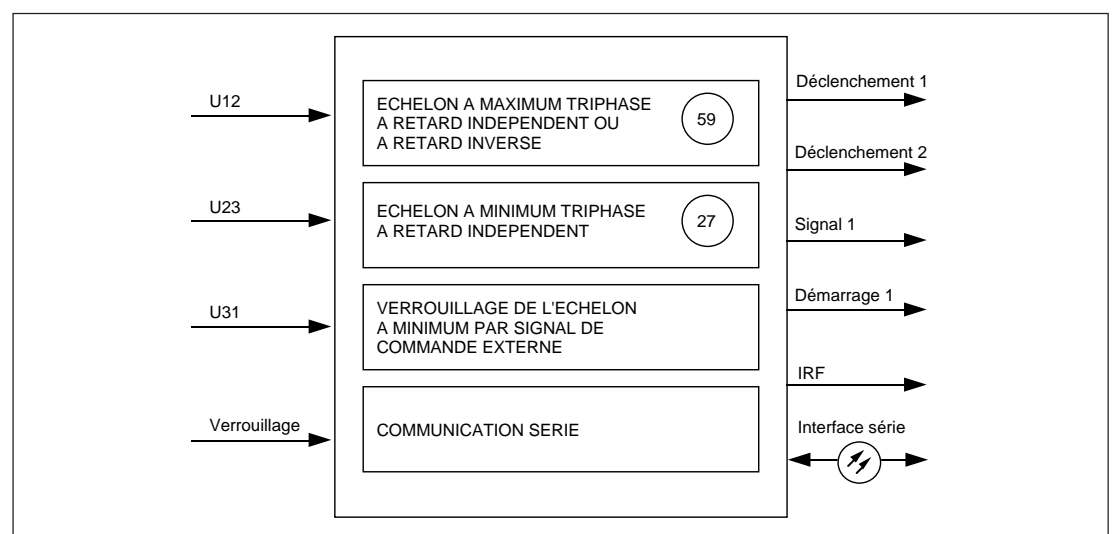 U12
U23
U31
Verrouillage
ECHELON A MAXIMUM TRIPHASE
A RETARD INDEPENDENT OU
A RETARD INVERSE
59
ECHELON A MINIMUM TRIPHASE
A RETARD INDEPENDENT
27
VERROUILLAGE DE L'ECHELON
A MINIMUM PAR SIGNAL DE
COMMANDE EXTERNE
COMMUNICATION SERIE
Déclenchement 1
Déclenchement 2
Signal 1
Démarrage 1
IRF
Interface série